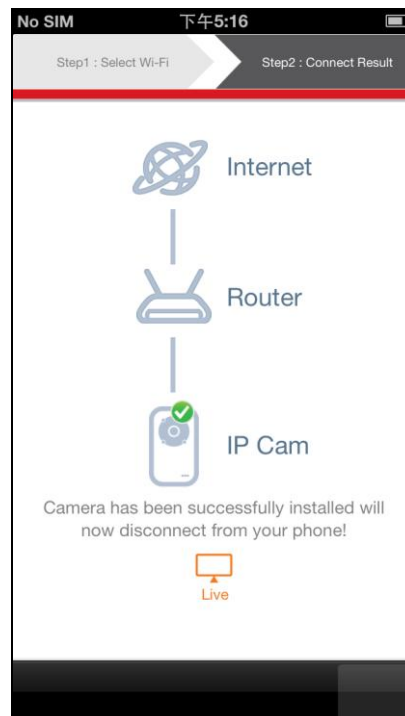 No SIM 下午5:16
Step1 : Select Wi-Fi Step2 : Connect Result
Internet
Router
IP Cam
Camera has been successfully installed will
now disconnect from your phone!
Live